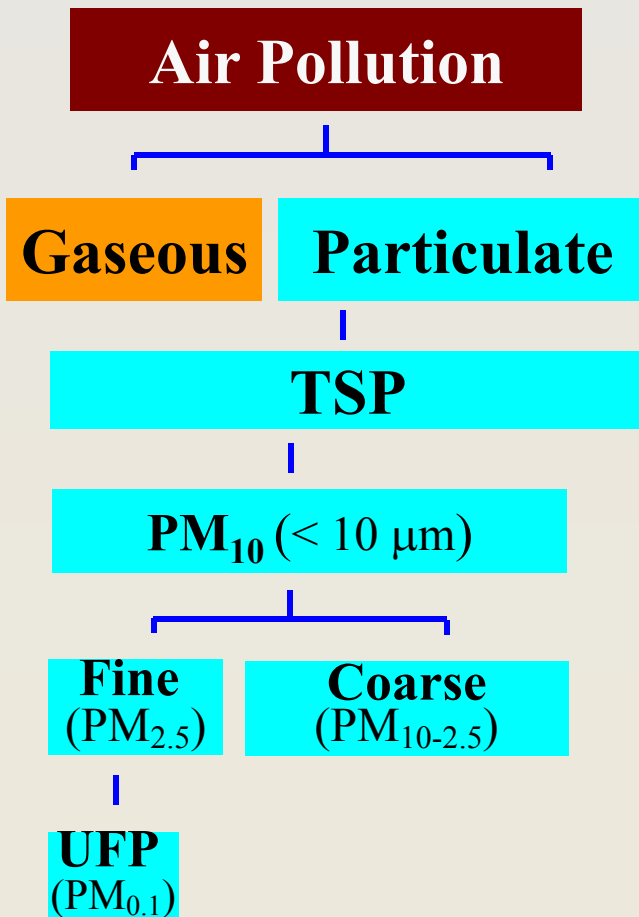 Air Pollution
Gaseous
Particulate
TSP
PM₁₀ (< 10 μm)
Fine
(PM₂.₅)
Coarse
(PM₁₀₋₂.₅)
UFP
(PM₀.₁)